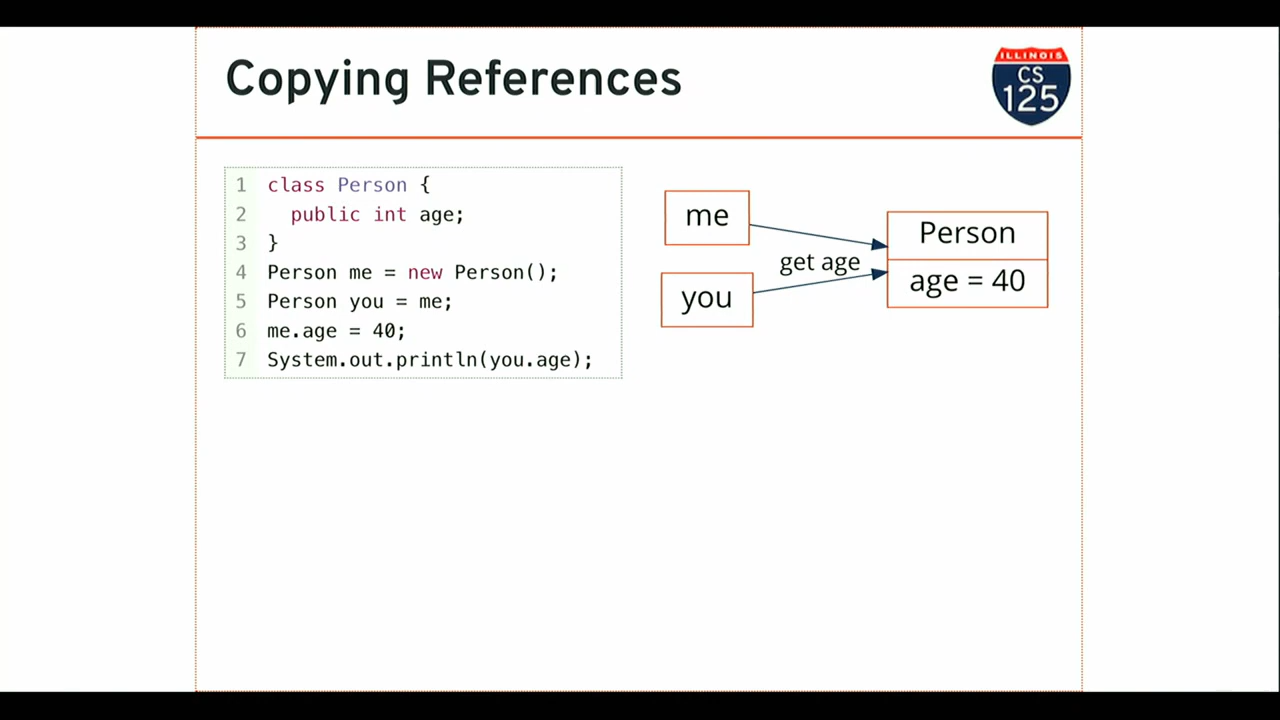 Copying References
ILLINOIS
CS
125
1 class Person {
2   public int age;
3 }
4 Person me = new Person();
5 Person you = me;
6 me.age = 40;
7 System.out.println(you.age);
me
you
get age
Person
age = 40